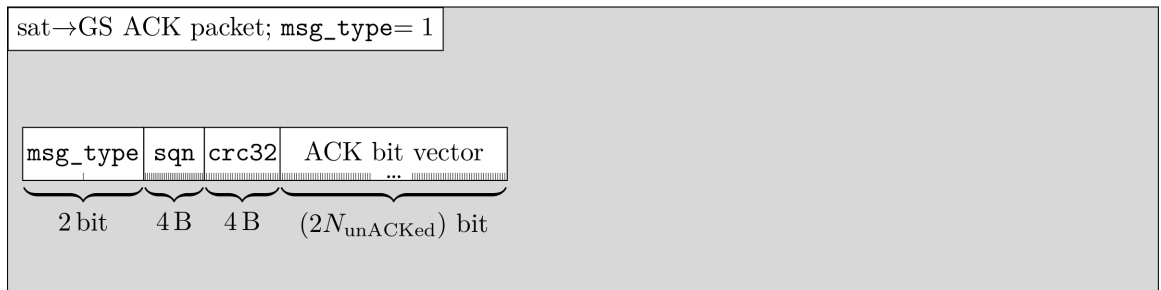 sat→GS ACK packet; msg_type= 1
msg_type sqn crc32 ACK bit vector
...
2 bit 4 B 4 B (2N_unACKed) bit